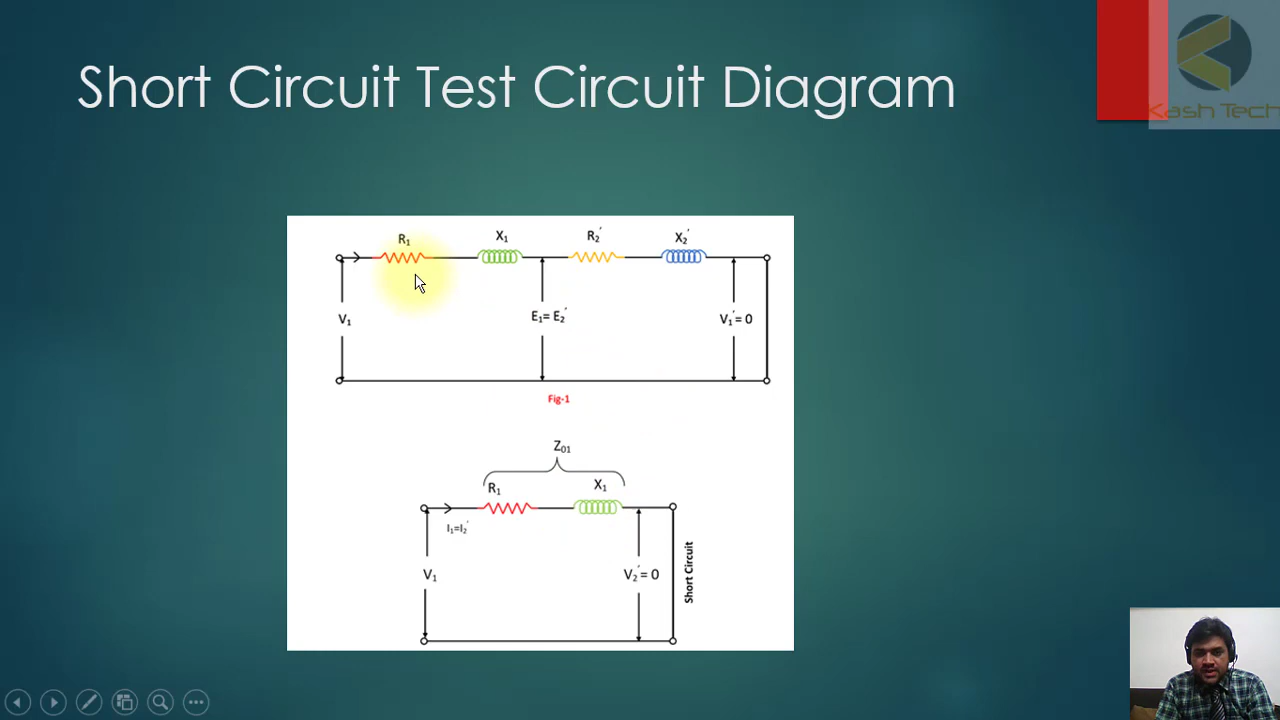 Short Circuit Test Circuit Diagram
Kash Tech
R₁
X₁
R₂'
X₂'
V₁
E₁= E₂'
V₁'= 0
Fig-1
Z₀₁
R₁
X₁
I₁=I₂'
V₁
V₂'= 0
Short Circuit